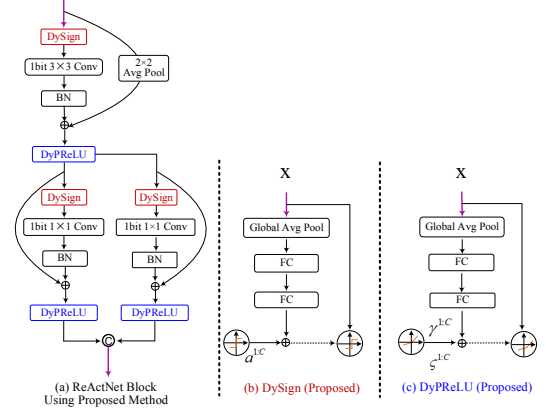 DySign
1bit 3×3 Conv
2×2
Avg Pool
BN
DyPReLU
DySign
DySign
1bit 1×1 Conv
1bit 1×1 Conv
BN
BN
DyPReLU
DyPReLU
C
(a) ReActNet Block
Using Proposed Method
X
Global Avg Pool
FC
FC
a^{1:C}
(b) DySign (Proposed)
X
Global Avg Pool
FC
FC
γ^{1:C}
ς^{1:C}
(c) DyPReLU (Proposed)